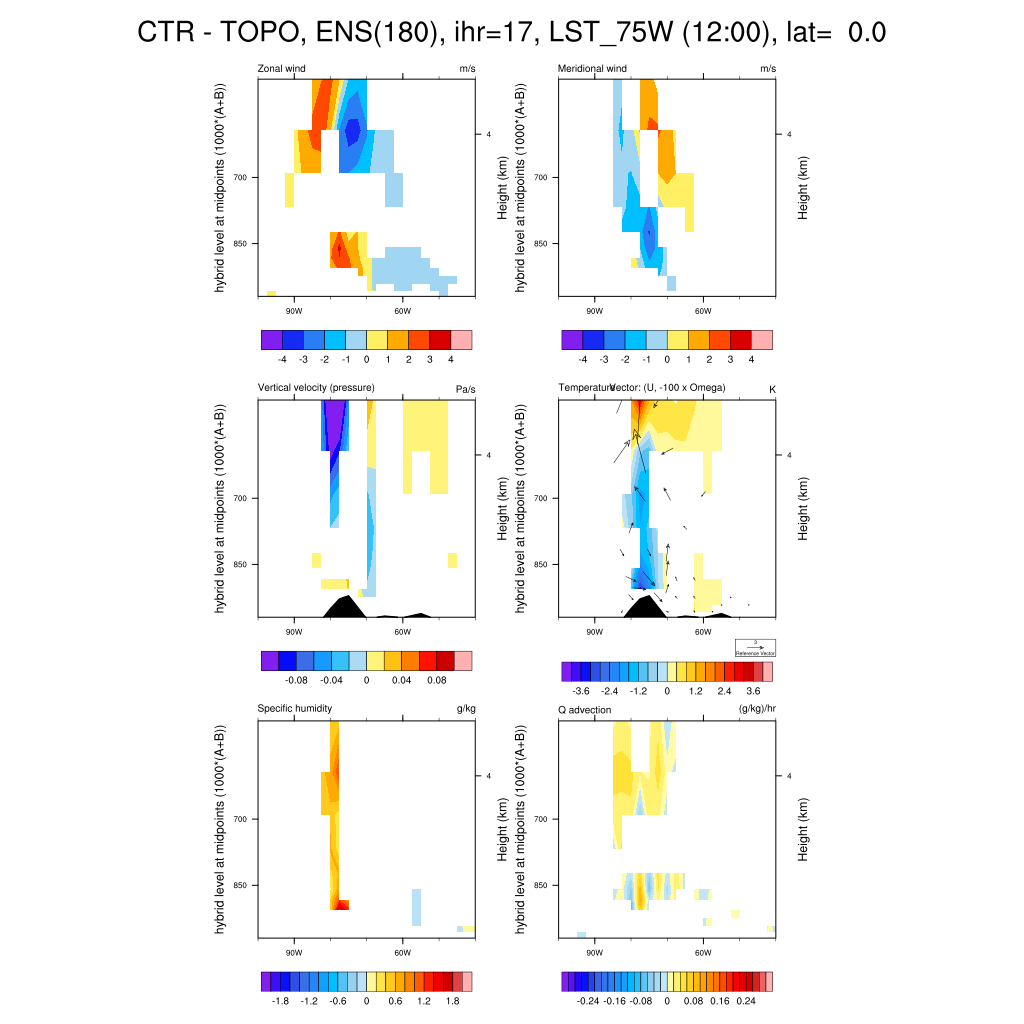 CTR - TOPO, ENS(180), ihr=17, LST_75W (12:00), lat=  0.0
Zonal wind m/s
hybrid level at midpoints (1000*(A+B))
700
850
4
Height (km)
90W 60W
-4 -3 -2 -1 0 1 2 3 4
Meridional wind m/s
hybrid level at midpoints (1000*(A+B))
700
850
4
Height (km)
90W 60W
-4 -3 -2 -1 0 1 2 3 4
Vertical velocity (pressure) Pa/s
hybrid level at midpoints (1000*(A+B))
700
850
4
Height (km)
90W 60W
-0.08 -0.04 0 0.04 0.08
Temperature Vector: (U, -100 x Omega) K
hybrid level at midpoints (1000*(A+B))
700
850
4
Height (km)
90W 60W
3
Reference Vector
-3.6 -2.4 -1.2 0 1.2 2.4 3.6
Specific humidity g/kg
hybrid level at midpoints (1000*(A+B))
700
850
4
Height (km)
90W 60W
-1.8 -1.2 -0.6 0 0.6 1.2 1.8
Q advection (g/kg)/hr
hybrid level at midpoints (1000*(A+B))
700
850
4
Height (km)
90W 60W
-0.24 -0.16 -0.08 0 0.08 0.16 0.24